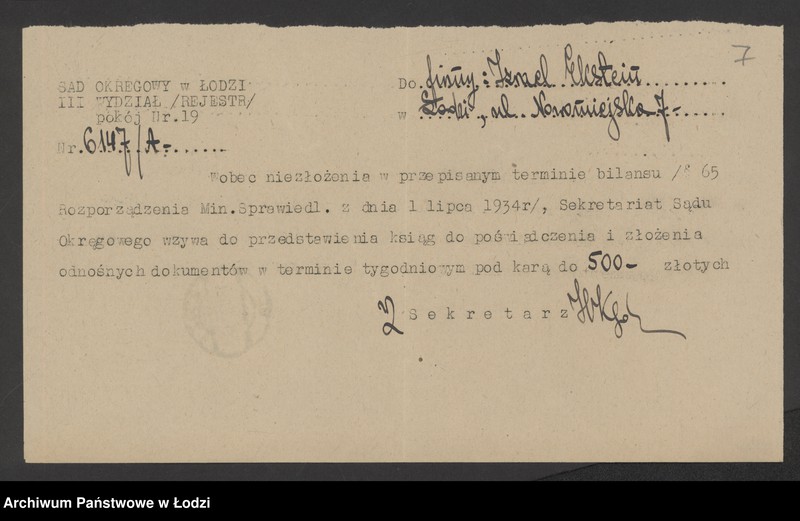 7
SAD OKRĘGOWY w ŁODZI
III WYDZIAŁ /REJESTR/
pokój Nr.19
Nr. 6147/A-.......
Do firmy: Izrael Ekstein
w Łodzi, ul Nowomiejska 7-
Wobec niezłożenia w przepisanym terminie bilansu /§ 65
Rozporządzenia Min.Sprawiedl. z dnia 1 lipca 1934r/, Sekretariat Sądu
Okręgowego wzywa do przedstawienia ksiąg do poświadczenia i złożenia
odnośnych dokumentów w terminie tygodniowym pod karą do 500- złotych
Sekretarz
Archiwum Państwowe w Łodzi